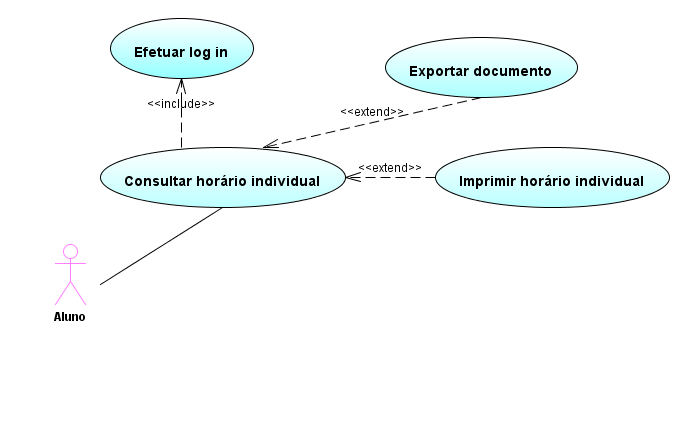 Efetuar log in
Exportar documento
<<include>>
<<extend>>
<<extend>>
Consultar horário individual
Imprimir horário individual
Aluno